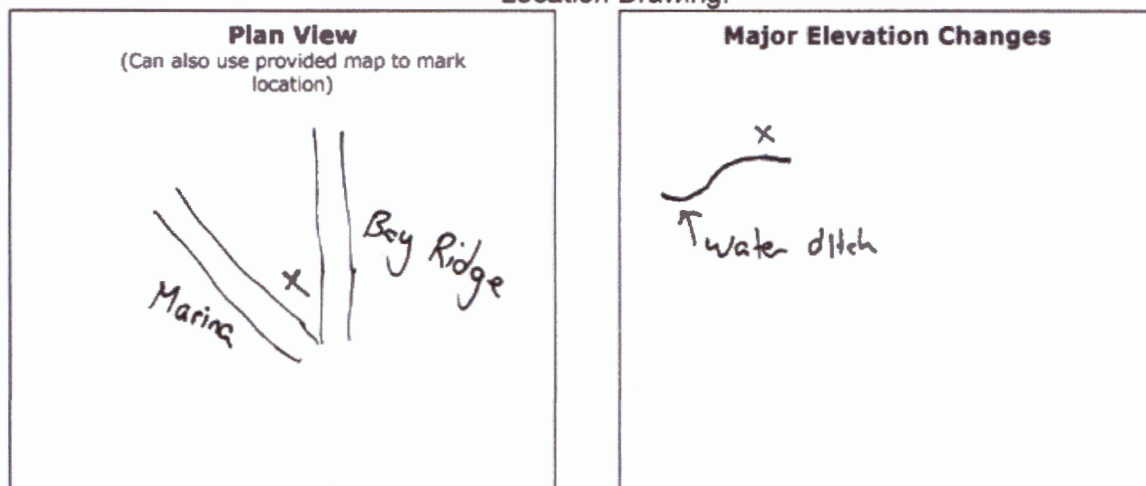 Location Drawing:
Plan View
(Can also use provided map to mark
location)
X
Bay Ridge
Marina
Major Elevation Changes
X
water ditch